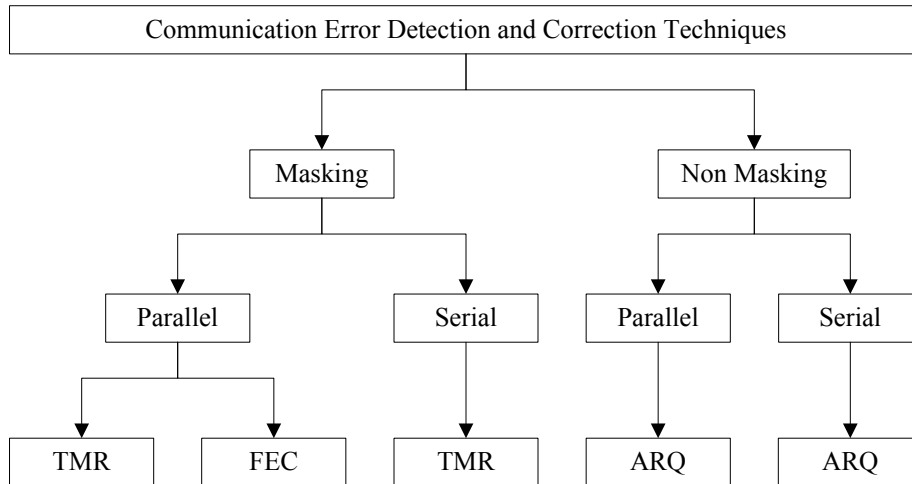 Communication Error Detection and Correction Techniques
Masking
Non Masking
Parallel
Serial
Parallel
Serial
TMR
FEC
TMR
ARQ
ARQ